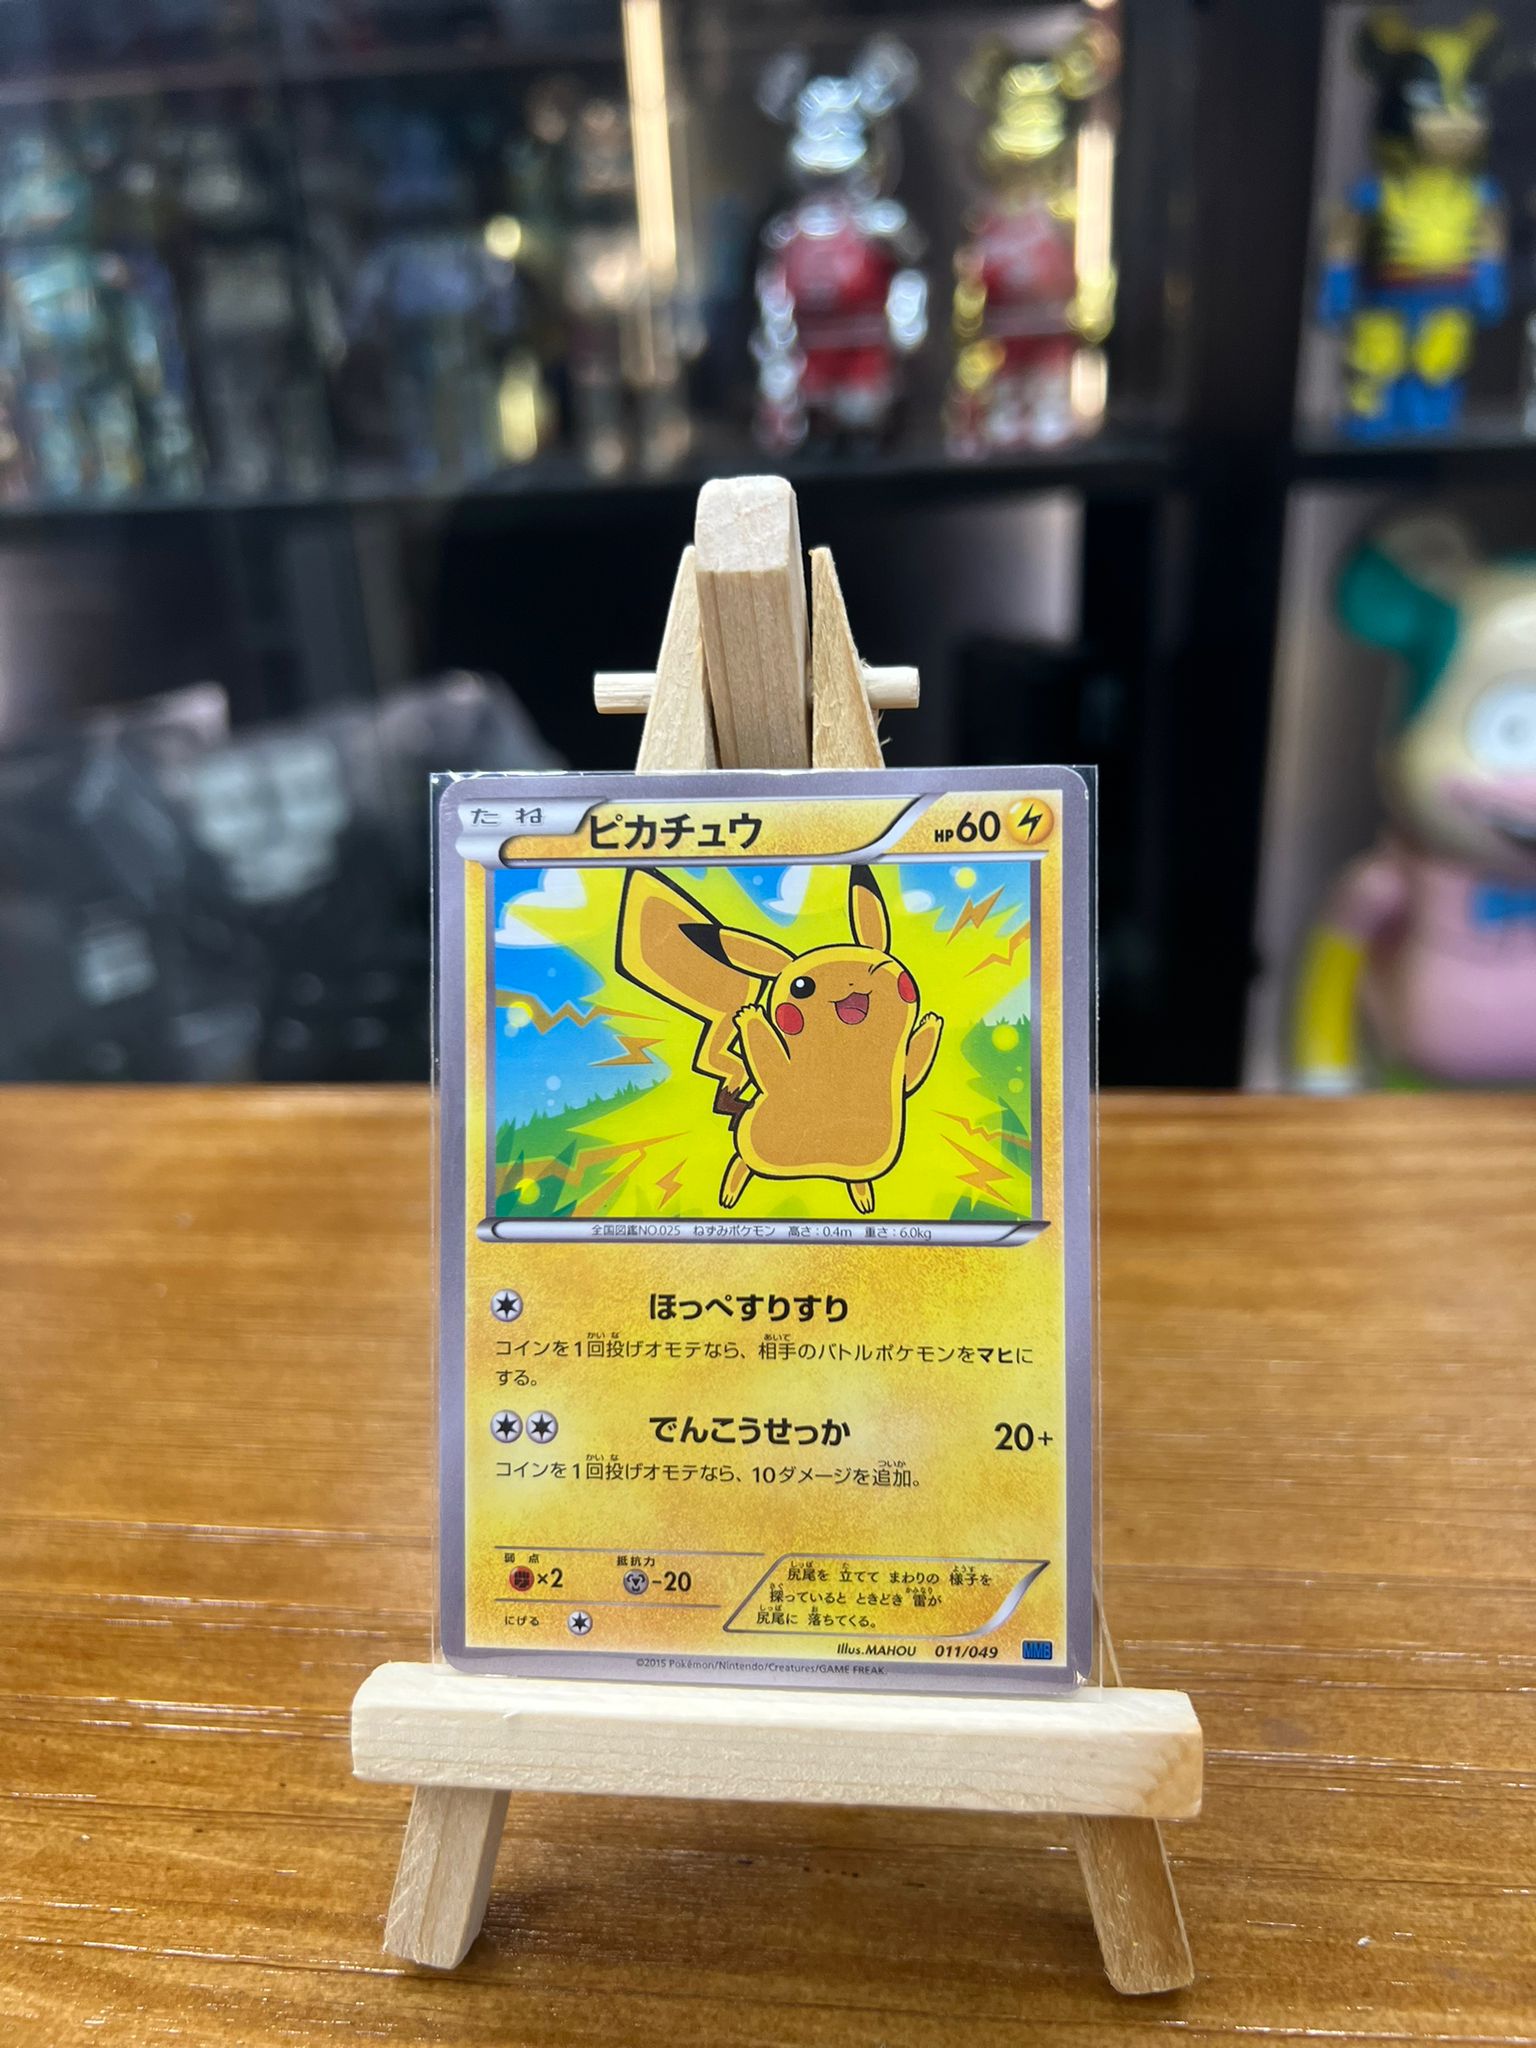 たね ピカチュウ HP60
全国図鑑NO.025 ねずみポケモン 高さ:0.4m 重さ:6.0kg
ほっぺすりすり
コインを1回投げオモテなら、相手のバトルポケモンをマヒに
する。
でんこうせっか 20+
コインを1回投げオモテなら、10ダメージを追加。
弱点 抵抗力
×2 -20
にげる
尻尾を 立てて まわりの 様子を
探っていると ときどき 雷が
尻尾に 落ちてくる。
Illus.MAHOU 011/049 MMB
©2015 Pokémon/Nintendo/Creatures/GAME FREAK.